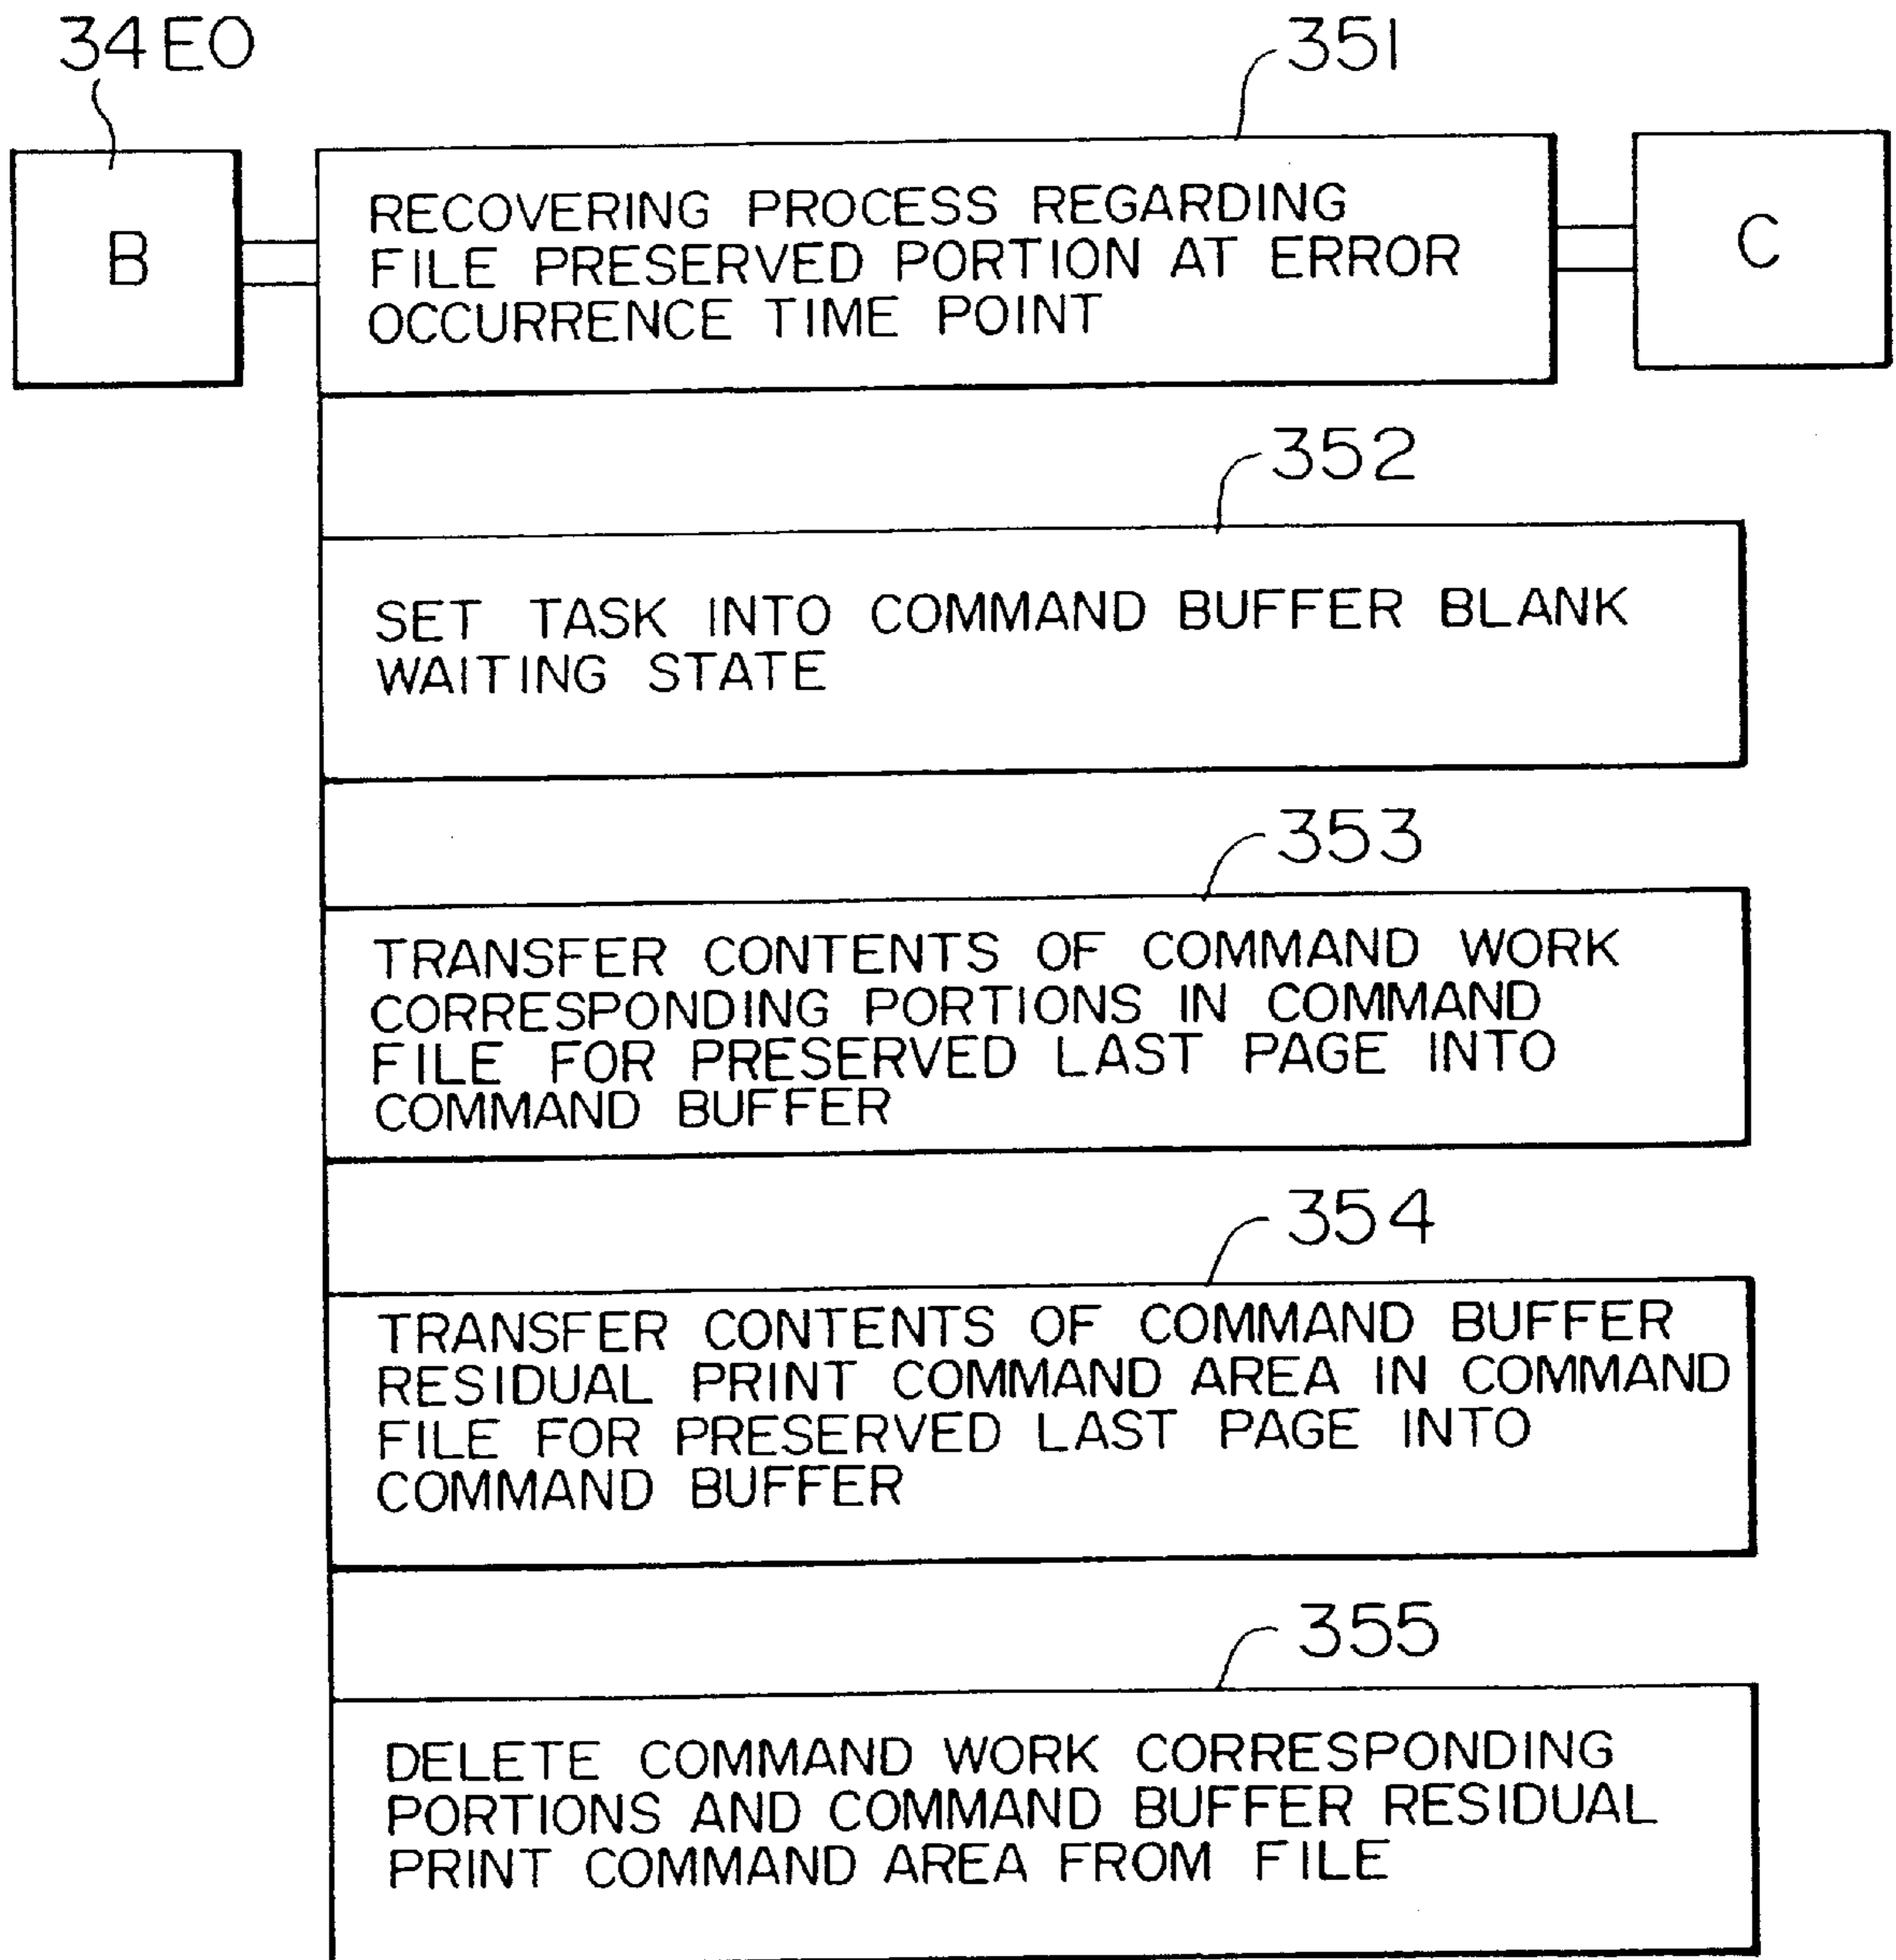 34E0
351
B
RECOVERING PROCESS REGARDING
FILE PRESERVED PORTION AT ERROR
OCCURRENCE TIME POINT
C
352
SET TASK INTO COMMAND BUFFER BLANK
WAITING STATE
353
TRANSFER CONTENTS OF COMMAND WORK
CORRESPONDING PORTIONS IN COMMAND
FILE FOR PRESERVED LAST PAGE INTO
COMMAND BUFFER
354
TRANSFER CONTENTS OF COMMAND BUFFER
RESIDUAL PRINT COMMAND AREA IN COMMAND
FILE FOR PRESERVED LAST PAGE INTO
COMMAND BUFFER
355
DELETE COMMAND WORK CORRESPONDING
PORTIONS AND COMMAND BUFFER RESIDUAL
PRINT COMMAND AREA FROM FILE